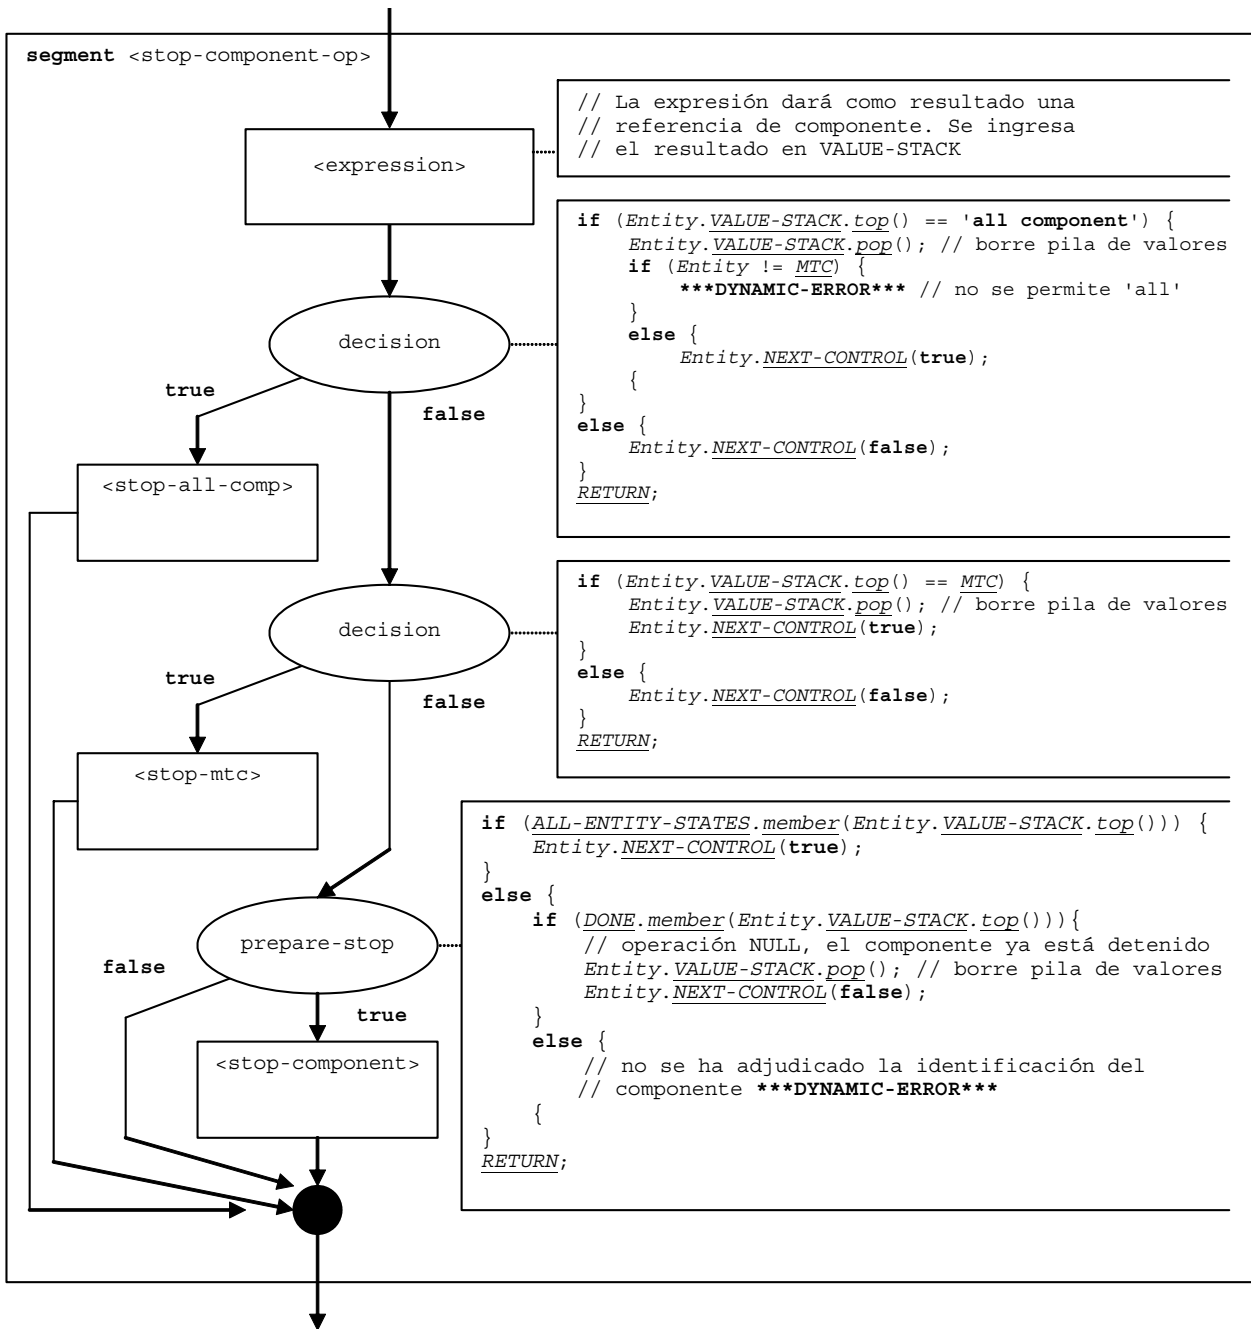 segment <stop-component-op>
// La expresión dará como resultado una
// referencia de componente. Se ingresa
// el resultado en VALUE-STACK
<expression>
if (Entity.VALUE-STACK.top() == 'all component') {
Entity.VALUE-STACK.pop(); // borre pila de valores
if (Entity != MTC) {
***DYNAMIC-ERROR*** // no se permite 'all'
}
else {
Entity.NEXT-CONTROL(true);
{
}
else {
Entity.NEXT-CONTROL(false);
}
RETURN;
decision
true
false
<stop-all-comp>
if (Entity.VALUE-STACK.top() == MTC) {
Entity.VALUE-STACK.pop(); // borre pila de valores
Entity.NEXT-CONTROL(true);
}
else {
Entity.NEXT-CONTROL(false);
}
RETURN;
decision
true
false
<stop-mtc>
if (ALL-ENTITY-STATES.member(Entity.VALUE-STACK.top())) {
Entity.NEXT-CONTROL(true);
}
else {
if (DONE.member(Entity.VALUE-STACK.top())){
// operación NULL, el componente ya está detenido
Entity.VALUE-STACK.pop(); // borre pila de valores
Entity.NEXT-CONTROL(false);
}
else {
// no se ha adjudicado la identificación del
// componente ***DYNAMIC-ERROR***
{
}
RETURN;
prepare-stop
false
true
<stop-component>